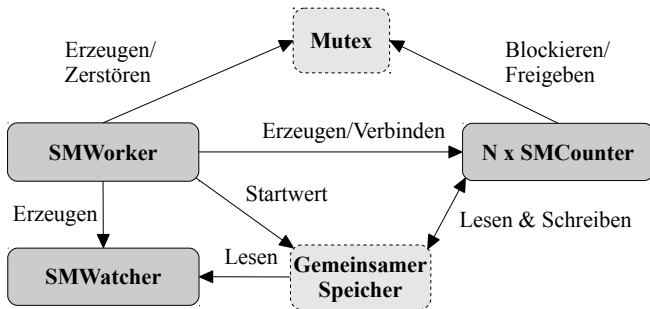 Erzeugen/
Zerstören
Mutex
Blockieren/
Freigeben
SMWorker
Erzeugen/Verbinden
N x SMCounter
Erzeugen
Startwert
Lesen & Schreiben
SMWatcher
Lesen
Gemeinsamer
Speicher